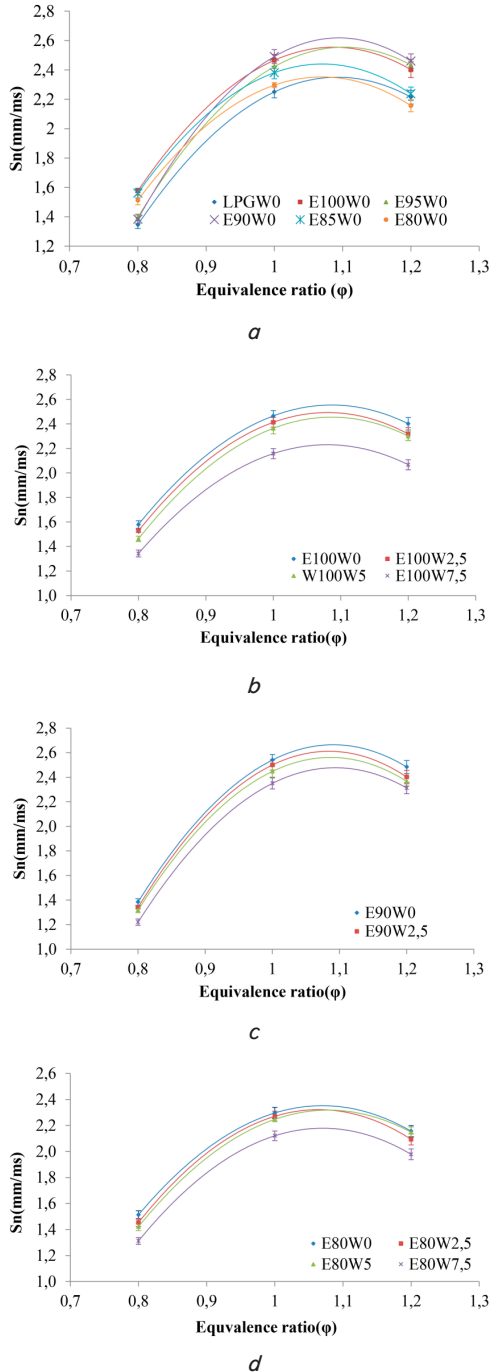 2,8
2,6
2,4
2,2
2
1,8
1,6
1,4
1,2
Sn(mm/ms)
LPGW0 E100W0 E95W0
E90W0 E85W0 E80W0
0,7 0,8 0,9 1 1,1 1,2 1,3
Equivalence ratio (φ)
a
2,8
2,6
2,4
2,2
2,0
1,8
1,6
1,4
1,2
1,0
Sn(mm/ms)
E100W0 E100W2,5
W100W5 E100W7,5
0,7 0,8 0,9 1 1,1 1,2 1,3
Equivalence ratio(φ)
b
2,8
2,6
2,4
2,2
2,0
1,8
1,6
1,4
1,2
1,0
Sn(mm/ms)
E90W0
E90W2,5
0,7 0,8 0,9 1 1,1 1,2 1,3
Equivalence ratio(φ)
c
2,6
2,4
2,2
2,0
1,8
1,6
1,4
1,2
1,0
Sn(mm/ms)
E80W0 E80W2,5
E80W5 E80W7,5
0,7 0,8 0,9 1 1,1 1,2 1,3
Equvalence ratio(φ)
d